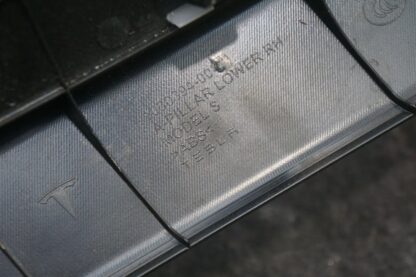 A-PILLAR LOWER RH
MODEL S
>ABS<
TESLA